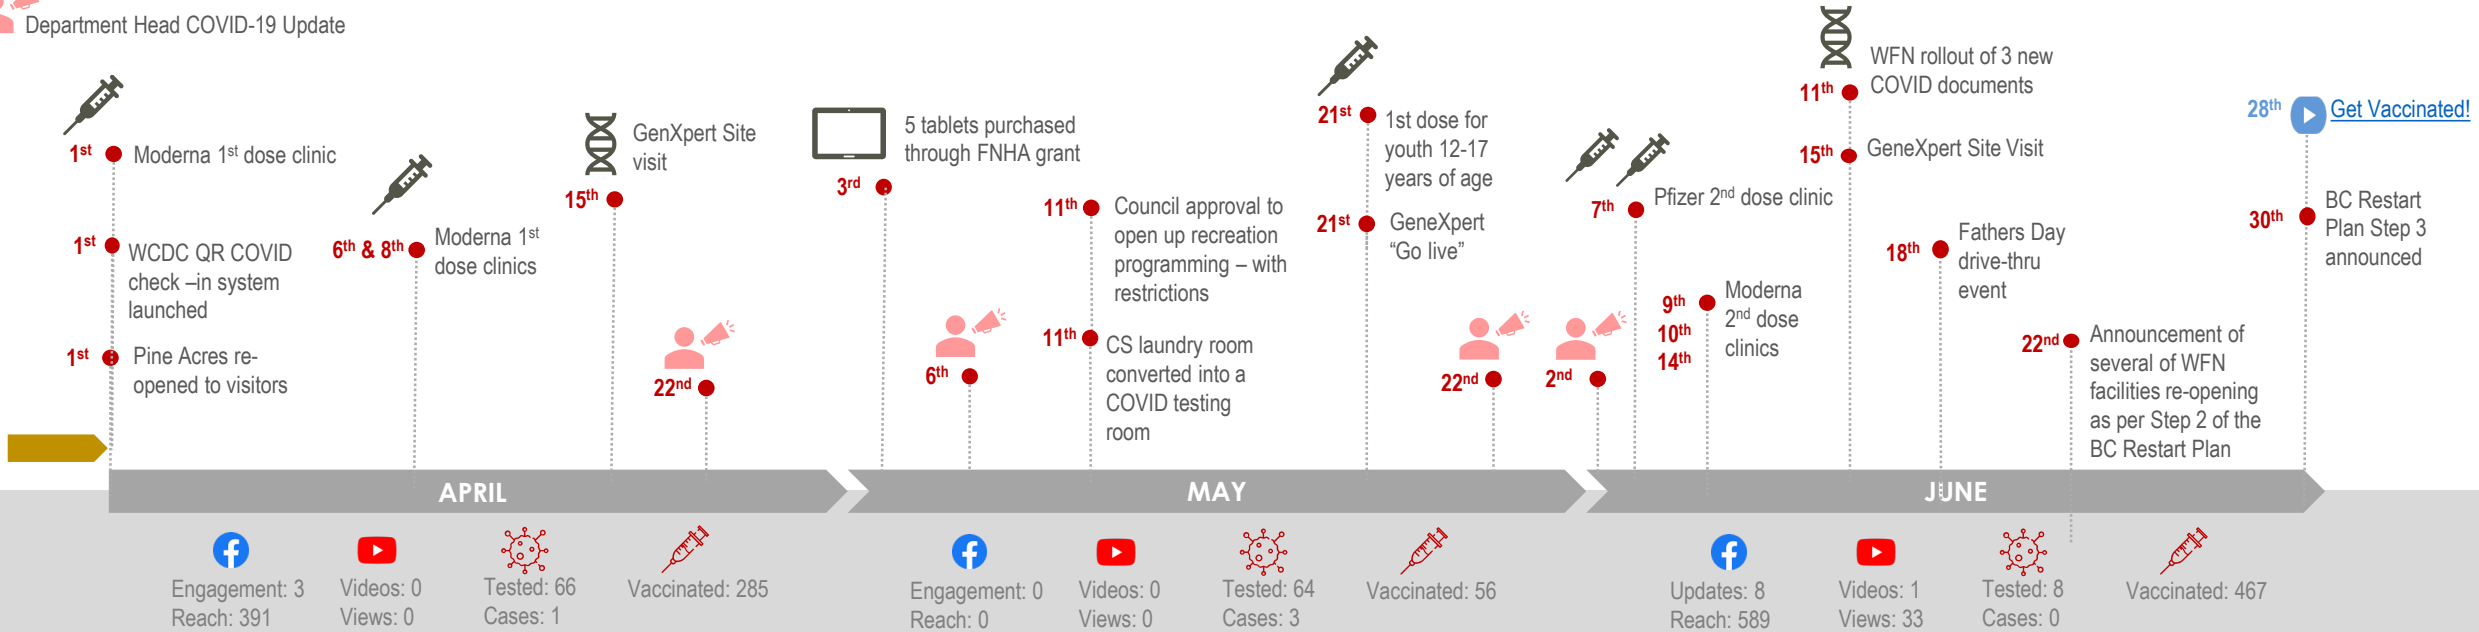 Department Head COVID-19 Update
1st
Moderna 1st dose clinic
1st
WCDC QR COVID
check –in system
launched
1st
Pine Acres re-
opened to visitors
6th & 8th
Moderna 1st
dose clinics
15th
GenXpert Site
visit
22nd
3rd
5 tablets purchased
through FNHA grant
6th
11th
Council approval to
open up recreation
programming – with
restrictions
11th
CS laundry room
converted into a
COVID testing
room
21st
1st dose for
youth 12-17
years of age
21st
GeneXpert
“Go live”
22nd
2nd
7th
Pfizer 2nd dose clinic
9th
10th
14th
Moderna
2nd dose
clinics
11th
WFN rollout of 3 new
COVID documents
15th
GeneXpert Site Visit
18th
Fathers Day
drive-thru
event
22nd
Announcement of
several of WFN
facilities re-opening
as per Step 2 of the
BC Restart Plan
28th
Get Vaccinated!
30th
BC Restart
Plan Step 3
announced
APRIL
MAY
JUNE
Engagement: 3
Reach: 391
Videos: 0
Views: 0
Tested: 66
Cases: 1
Vaccinated: 285
Engagement: 0
Reach: 0
Videos: 0
Views: 0
Tested: 64
Cases: 3
Vaccinated: 56
Updates: 8
Reach: 589
Videos: 1
Views: 33
Tested: 8
Cases: 0
Vaccinated: 467